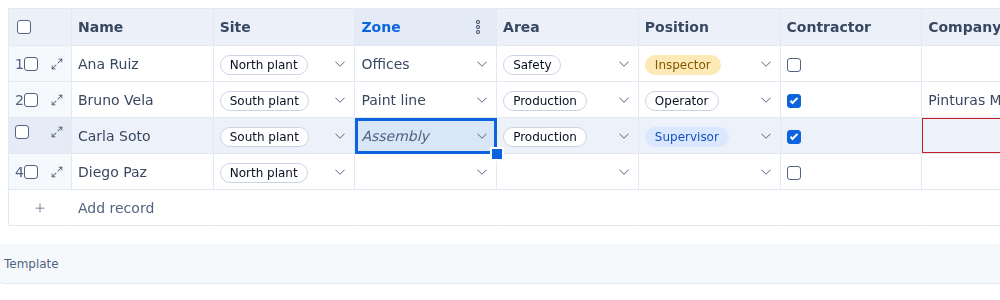 Name Site Zone Area Position Contractor Company
1 Ana Ruiz North plant Offices Safety Inspector
2 Bruno Vela South plant Paint line Production Operator Pinturas M
Carla Soto South plant Assembly Production Supervisor
4 Diego Paz North plant
+ Add record
Template